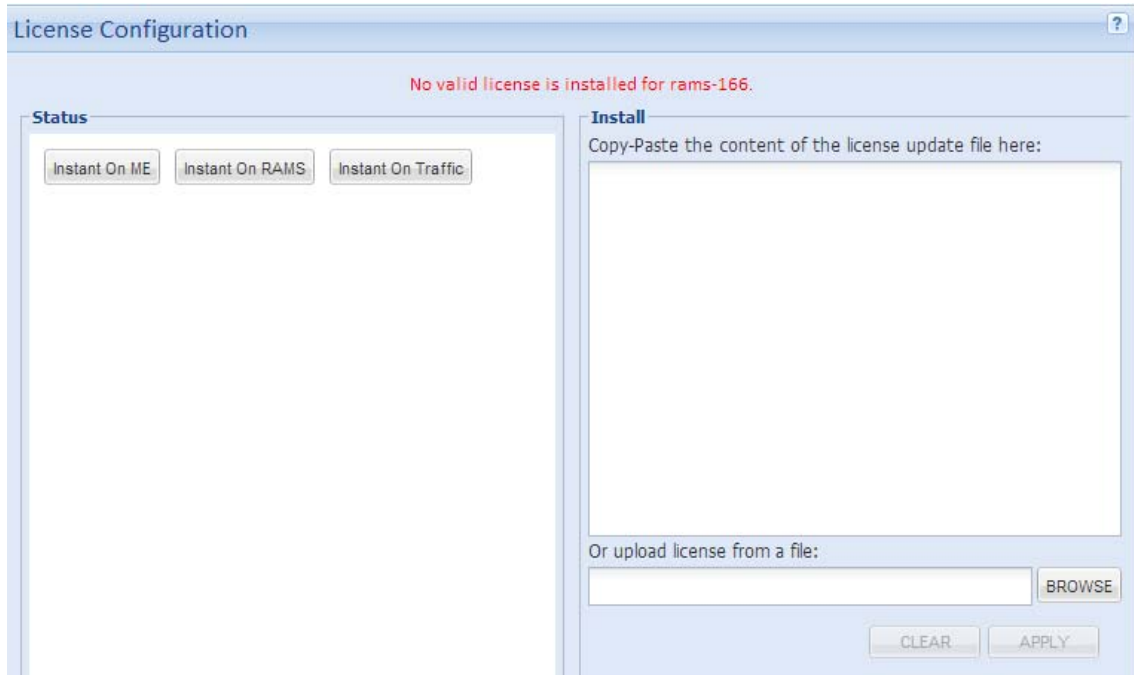 License Configuration
?
No valid license is installed for rams-166.
Status
Instant On ME
Instant On RAMS
Instant On Traffic
Install
Copy-Paste the content of the license update file here:
Or upload license from a file:
BROWSE
CLEAR
APPLY